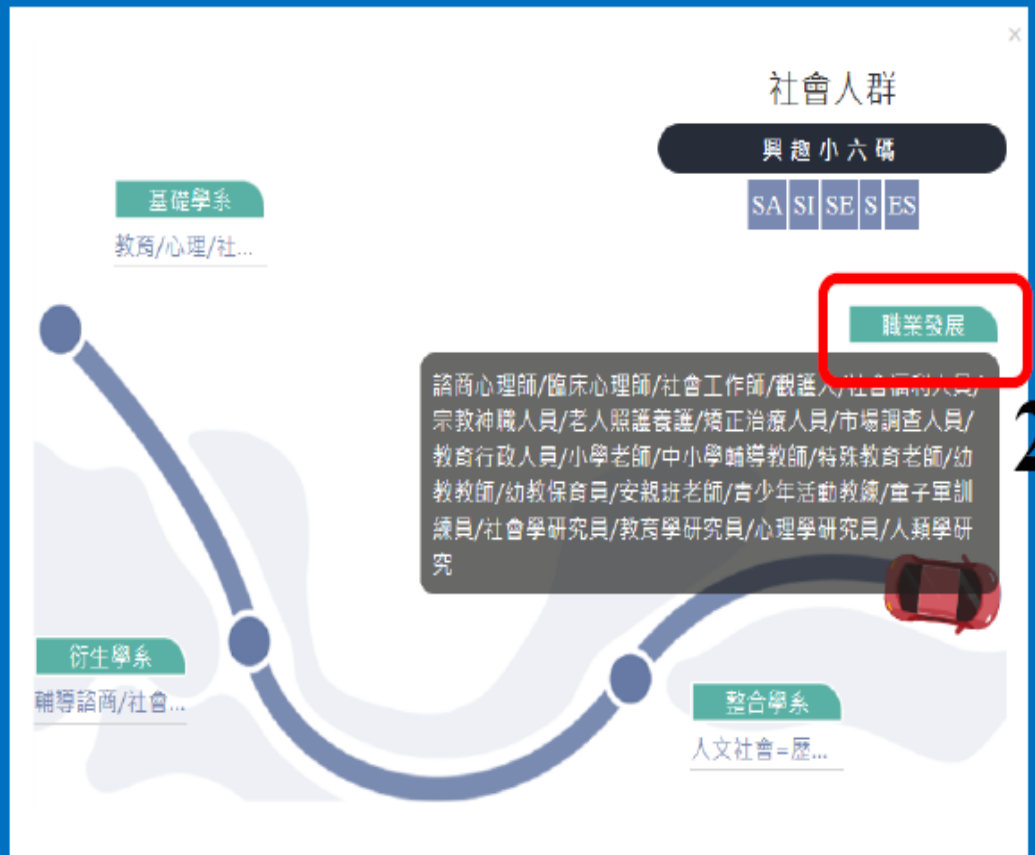 ×
社會人群
興趣小六碼
SA SI SE S ES
基礎學系
教育/心理/社...
職業發展
諮商心理師/臨床心理師/社會工作師/觀護人/社會福利人員/
宗教神職人員/老人照護養護/矯正治療人員/市場調查人員/
教育行政人員/小學老師/中小學輔導教師/特殊教育老師/幼
教教師/幼教保育員/安親班老師/青少年活動教練/童子軍訓
練員/社會學研究員/教育學研究員/心理學研究員/人類學研
究
2
衍生學系
輔導諮商/社會...
整合學系
人文社會=歷...